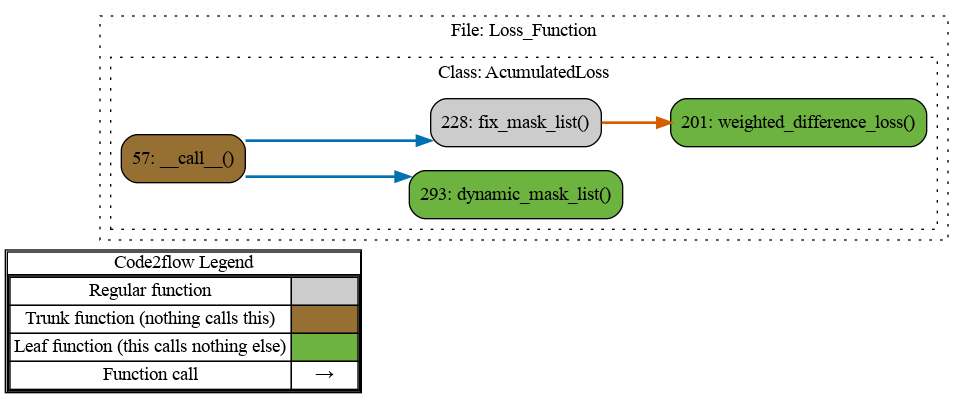 File: Loss_Function
Class: AcumulatedLoss
57: __call__()
228: fix_mask_list()
201: weighted_difference_loss()
293: dynamic_mask_list()
Code2flow Legend
Regular function
Trunk function (nothing calls this)
Leaf function (this calls nothing else)
Function call →